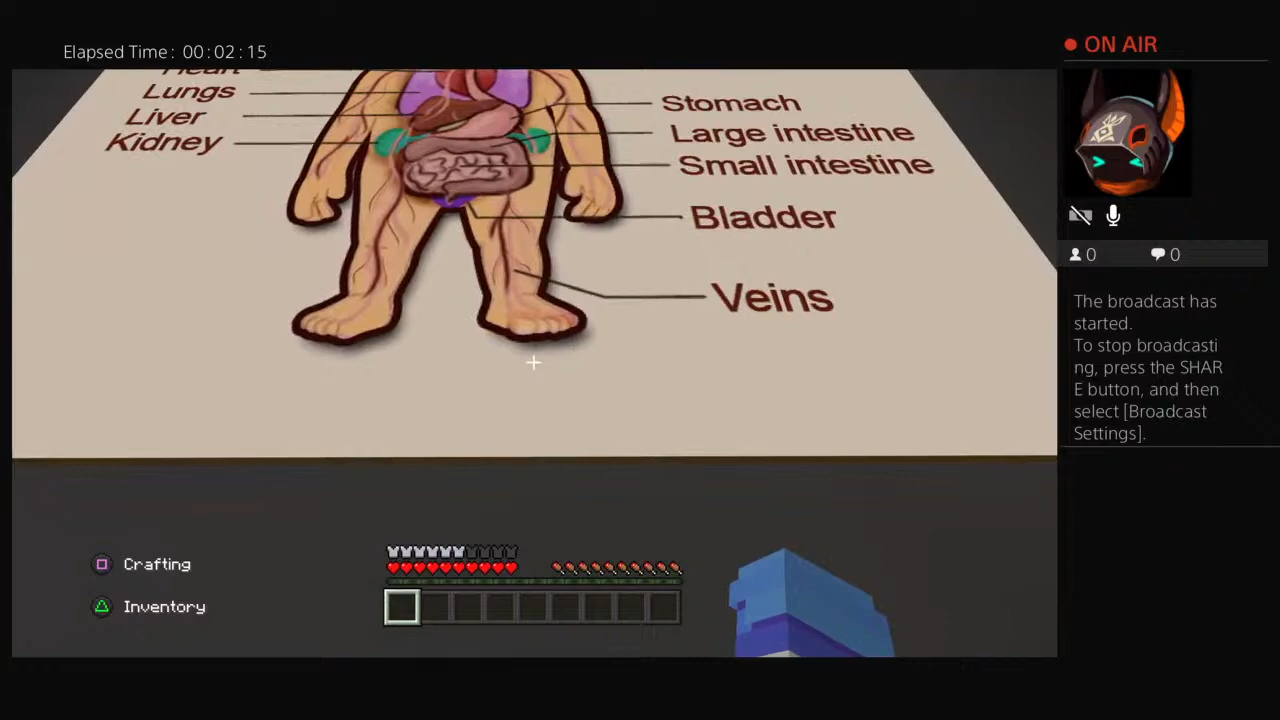 Elapsed Time: 00:02:15
ON AIR
Heart
Lungs
Liver
Kidney
Stomach
Large intestine
Small intestine
Bladder
Veins
0
0
The broadcast has
started.
To stop broadcasti
ng, press the SHAR
E button, and then
select [Broadcast
Settings].
Crafting
Inventory